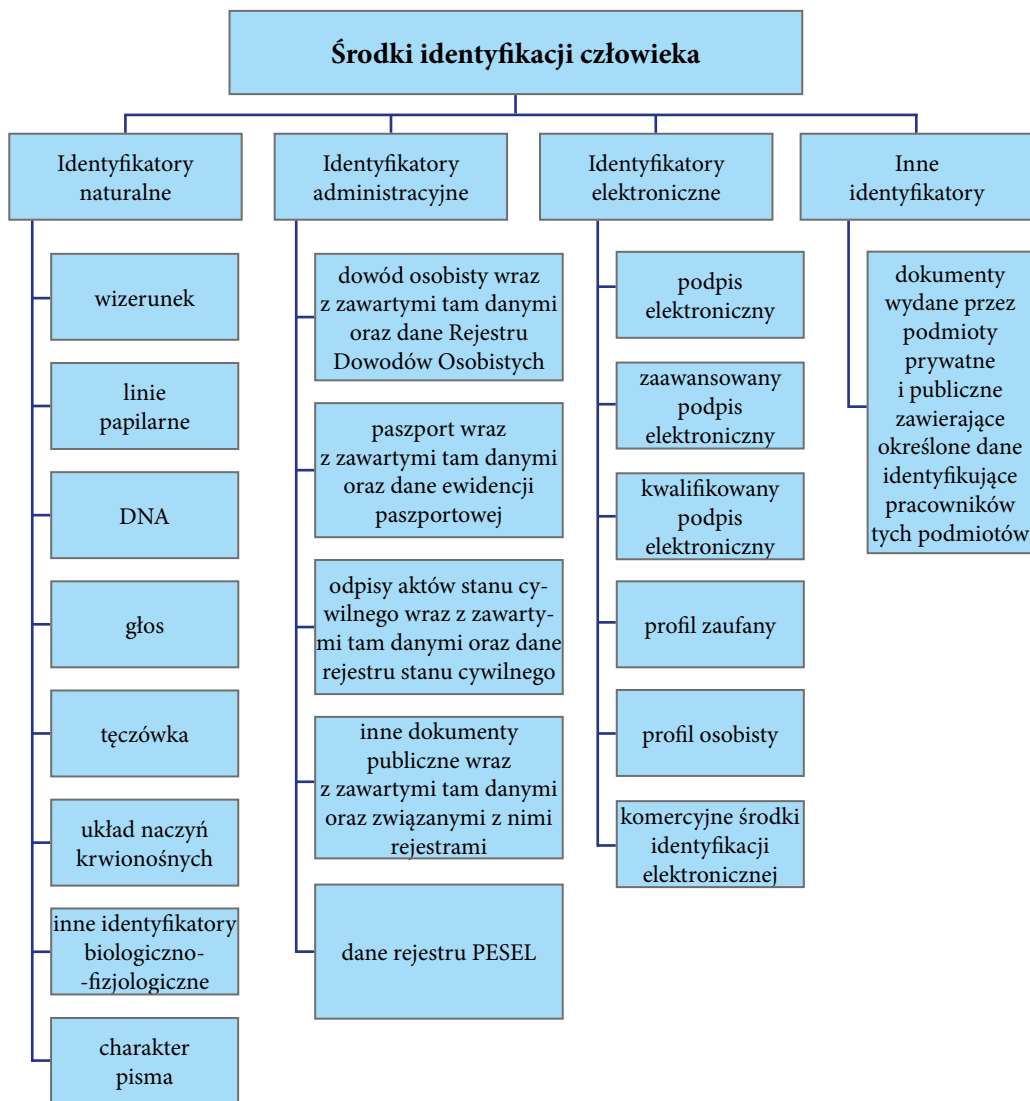 Środki identyfikacji człowieka
Identyfikatory
naturalne
wizerunek
linie
papilarne
DNA
głos
tęczówka
układ naczyń
krwionośnych
inne identyfikatory
biologiczno-
-fizjologiczne
charakter
pisma
Identyfikatory
administracyjne
dowód osobisty wraz
z zawartymi tam danymi
oraz dane Rejestru
Dowodów Osobistych
paszport wraz
z zawartymi tam danymi
oraz dane ewidencji
paszportowej
odpisy aktów stanu cy-
wilnego wraz z zawarty-
mi tam danymi oraz dane
rejestru stanu cywilnego
inne dokumenty
publiczne wraz
z zawartymi tam danymi
oraz związanymi z nimi
rejestrami
dane rejestru PESEL
Identyfikatory
elektroniczne
podpis
elektroniczny
zaawansowany
podpis
elektroniczny
kwalifikowany
podpis
elektroniczny
profil zaufany
profil osobisty
komercyjne środki
identyfikacji
elektronicznej
Inne
identyfikatory
dokumenty
wydane przez
podmioty
prywatne
i publiczne
zawierające
określone dane
identyfikujące
pracowników
tych podmiotów